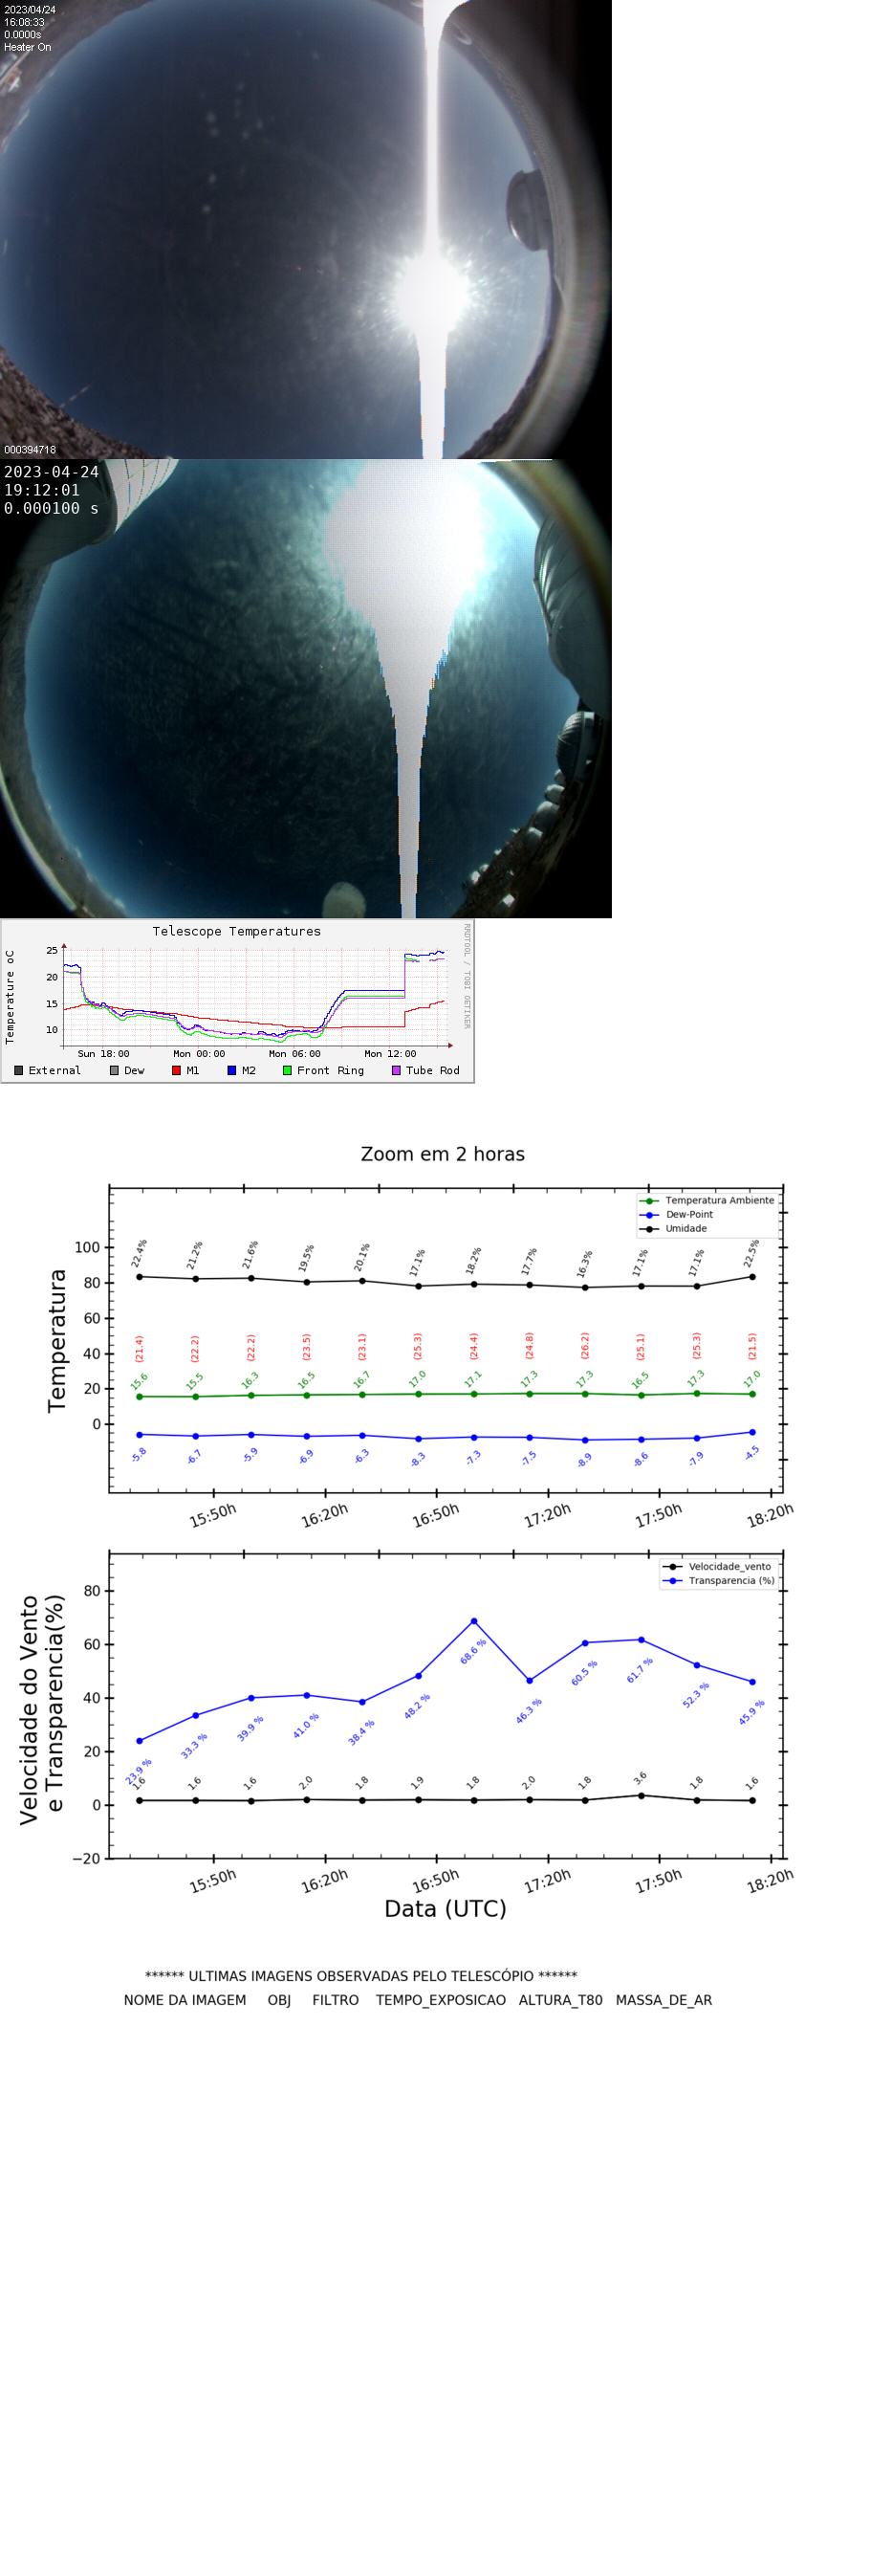 2023/04/24
16:08:33
0.0000s
Heater On
000394718
2023-04-24
19:12:01
0.000100 s
Telescope Temperatures
RRDTOOL / TOBI OETIKER
Temperature oC
25
20
15
10
Sun 18:00 Mon 00:00 Mon 06:00 Mon 12:00
External Dew M1 M2 Front Ring Tube Rod
Zoom em 2 horas
Temperatura Ambiente
Dew-Point
Umidade
Temperatura
100
80
60
40
20
0
22.4% 21.2% 21.6% 19.5% 20.1% 17.1% 18.2% 17.7% 16.3% 17.1% 17.1% 22.5%
(21.4) (22.2) (22.2) (23.5) (23.1) (25.3) (24.4) (24.8) (26.2) (25.1) (25.3) (21.5)
15.6 15.5 16.3 16.5 16.7 17.0 17.1 17.3 17.3 16.5 17.3 17.0
-5.8 -6.7 -5.9 -6.9 -6.3 -8.3 -7.3 -7.5 -8.9 -8.6 -7.9 -4.5
15:50h 16:20h 16:50h 17:20h 17:50h 18:20h
Velocidade_vento
Transparencia (%)
Velocidade do Vento
e Transparencia(%)
80
60
40
20
0
−20
23.9 % 33.3 % 39.9 % 41.0 % 38.4 % 48.2 % 68.6 % 46.3 % 60.5 % 61.7 % 52.3 % 45.9 %
1.6 1.6 1.6 2.0 1.8 1.9 1.8 2.0 1.8 3.6 1.8 1.6
15:50h 16:20h 16:50h 17:20h 17:50h 18:20h
Data (UTC)
****** ULTIMAS IMAGENS OBSERVADAS PELO TELESCÓPIO ******
NOME DA IMAGEM OBJ FILTRO TEMPO_EXPOSICAO ALTURA_T80 MASSA_DE_AR